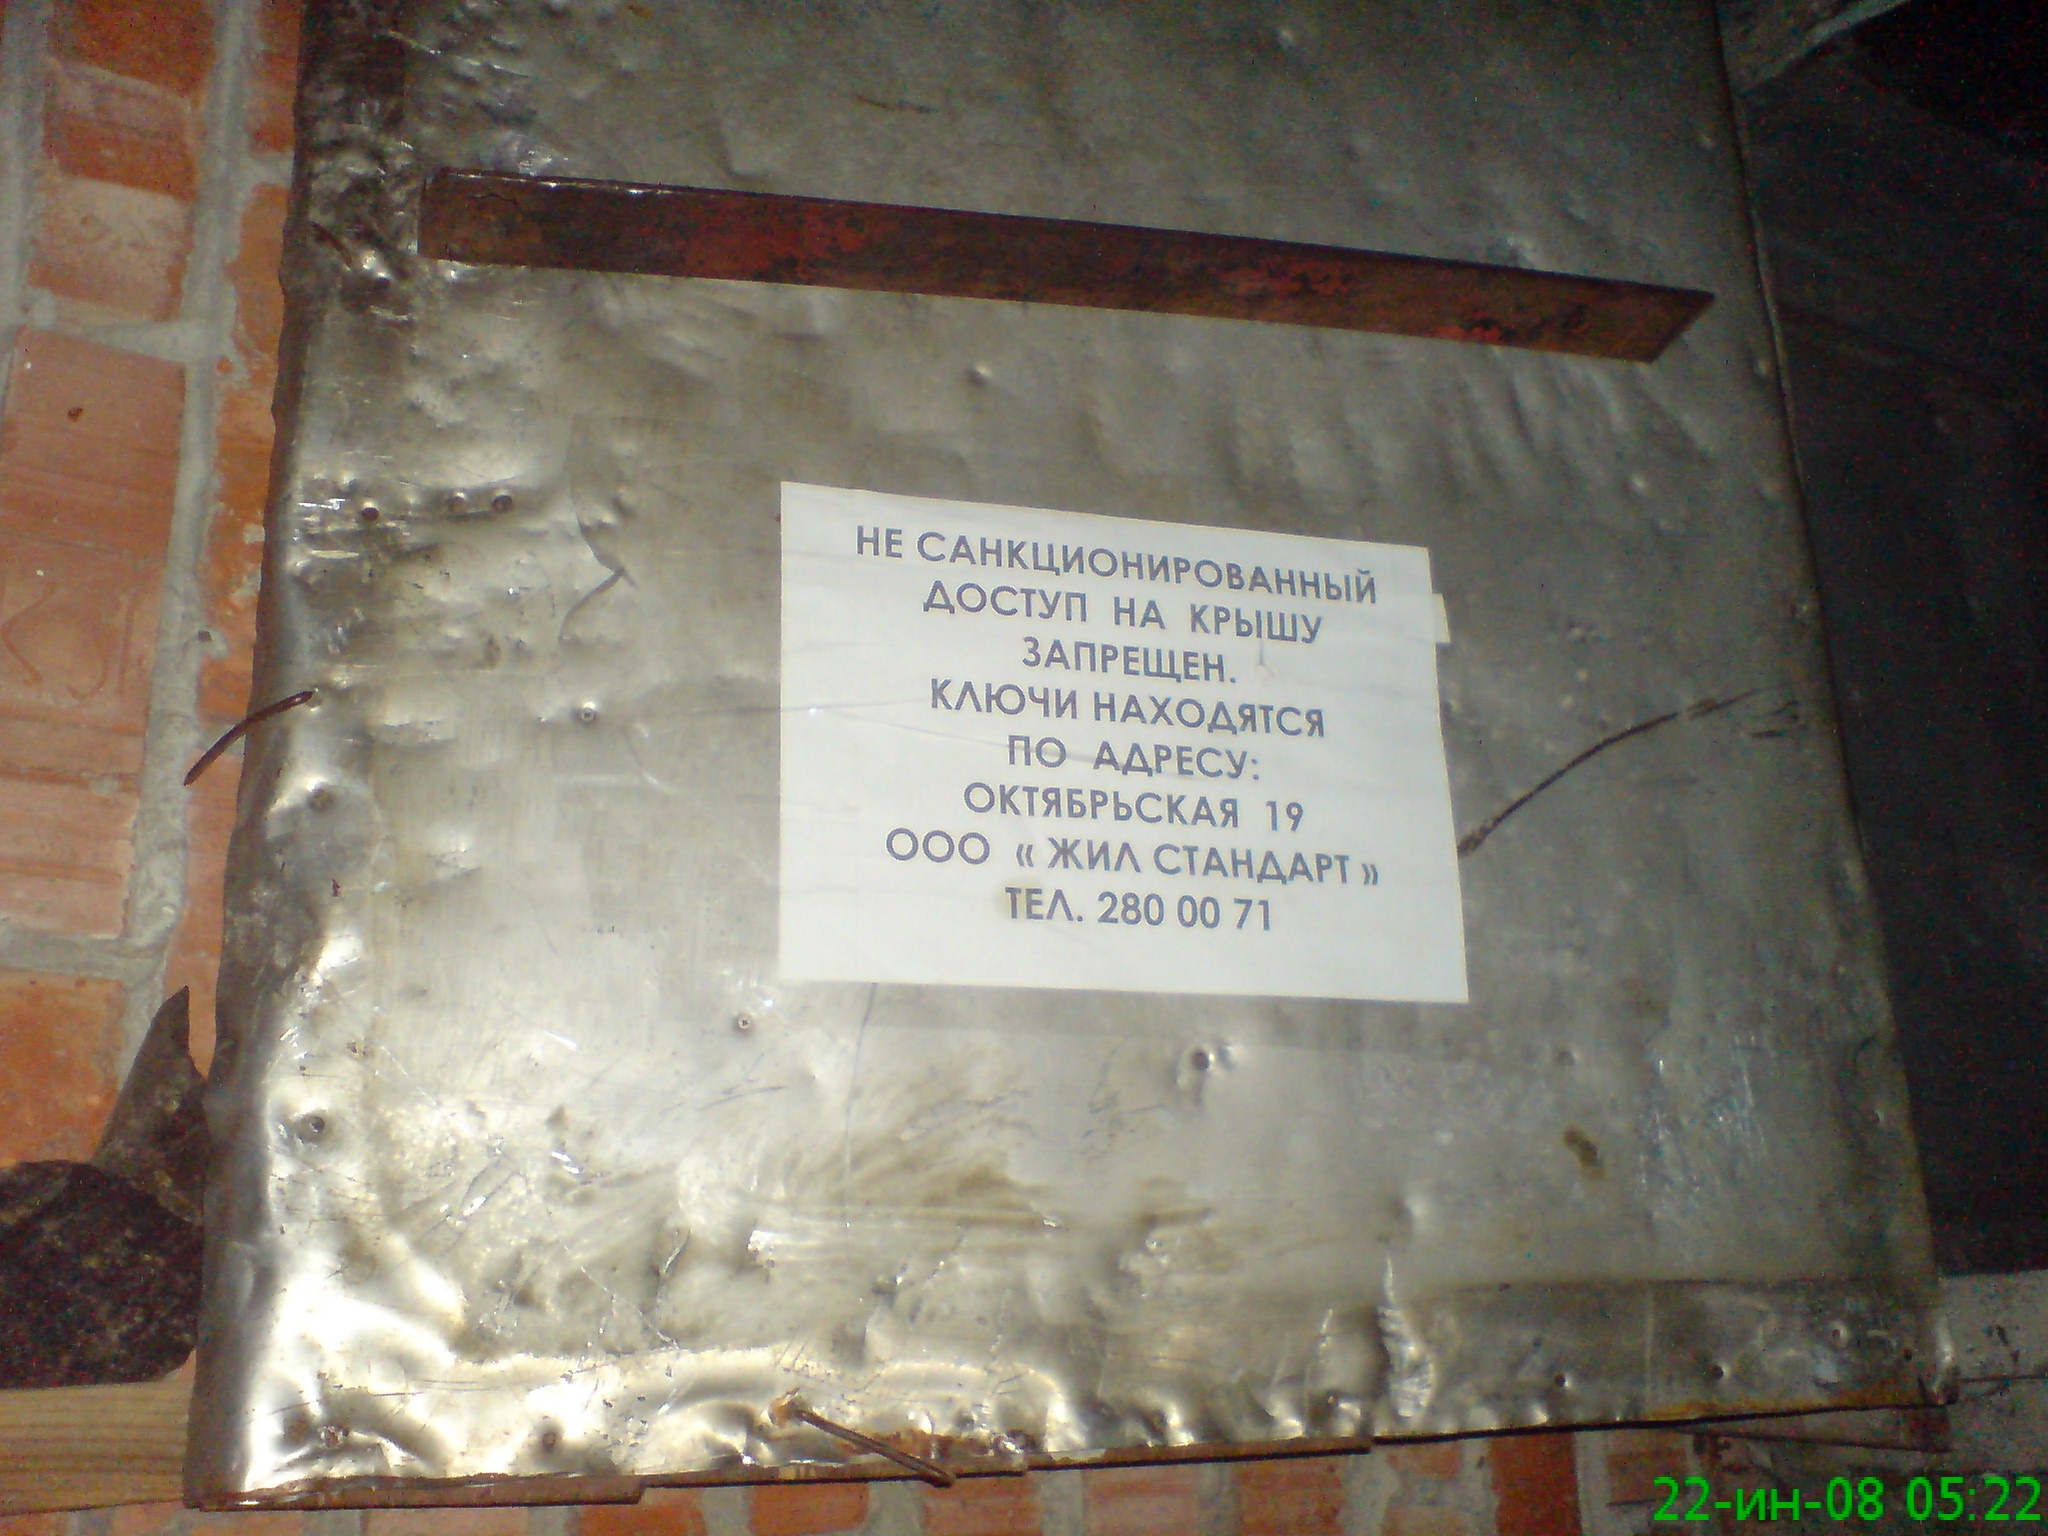 НЕ САНКЦИОНИРОВАННЫЙ
ДОСТУП НА КРЫШУ
ЗАПРЕЩЕН.
КЛЮЧИ НАХОДЯТСЯ
ПО АДРЕСУ:
ОКТЯБРЬСКАЯ 19
ООО « ЖИЛ СТАНДАРТ »
ТЕЛ. 280 00 71
22-ин-08 05:22